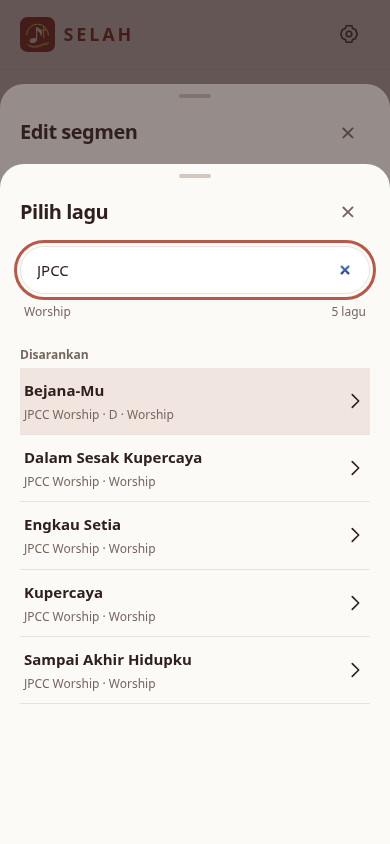 SELAH
Edit segmen
Pilih lagu
JPCC
Worship
5 lagu
Disarankan
Bejana-Mu
JPCC Worship · D · Worship
Dalam Sesak Kupercaya
JPCC Worship · Worship
Engkau Setia
JPCC Worship · Worship
Kupercaya
JPCC Worship · Worship
Sampai Akhir Hidupku
JPCC Worship · Worship